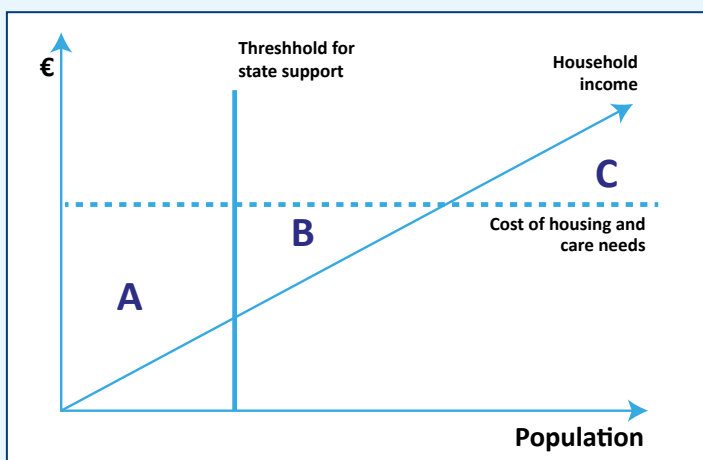 €
Threshhold for
state support
Household
income
C
B
Cost of housing and
care needs
A
Population